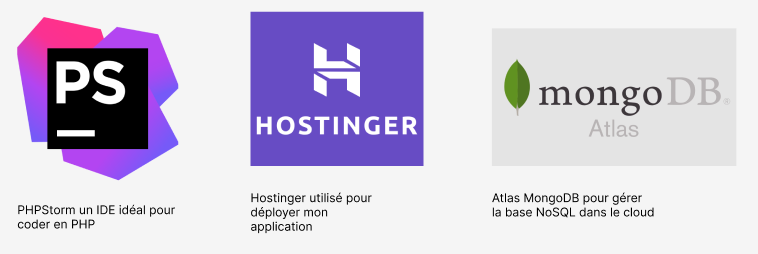 PS
HOSTINGER
mongoDB®
Atlas
PHPStorm un IDE idéal pour
coder en PHP
Hostinger utilisé pour
déployer mon
application
Atlas MongoDB pour gérer
la base NoSQL dans le cloud